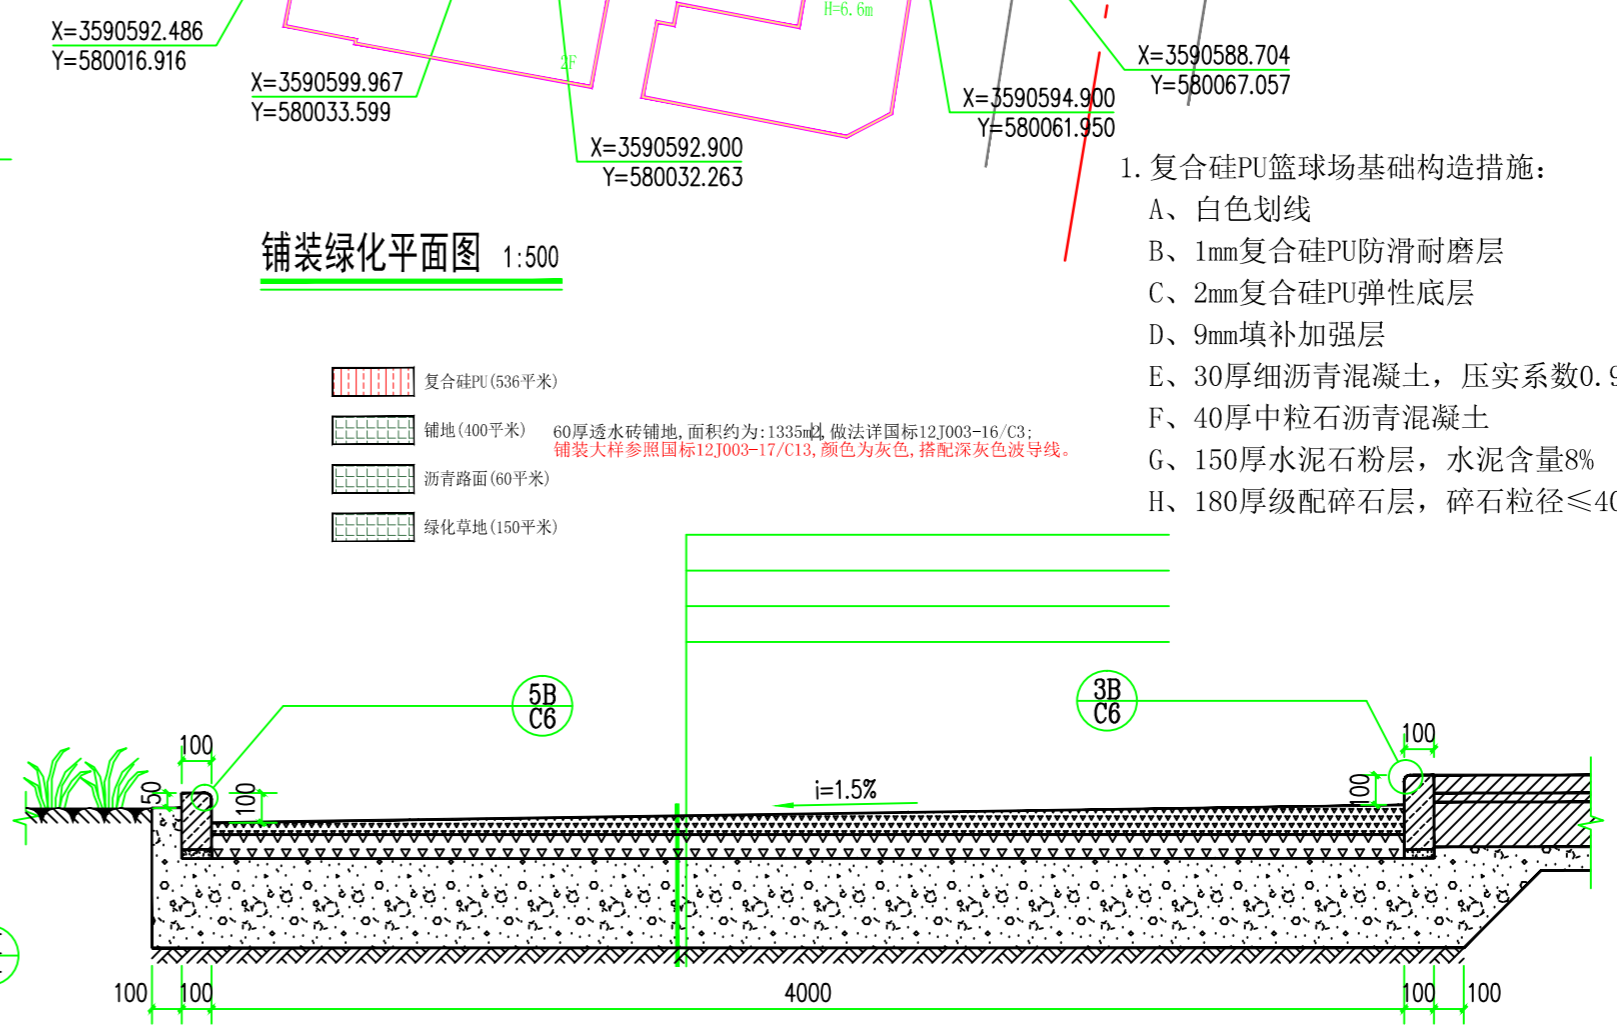 H=6.6m
X=3590592.486
Y=580016.916
2F
X=3590599.967
Y=580033.599
X=3590588.704
Y=580067.057
X=3590594.900
Y=580061.950
X=3590592.900
Y=580032.263
铺装绿化平面图 1:500
1.复合硅PU篮球场基础构造措施：
A、白色划线
B、1mm复合硅PU防滑耐磨层
C、2mm复合硅PU弹性底层
D、9mm填补加强层
E、30厚细沥青混凝土，压实系数0.9
F、40厚中粒石沥青混凝土
G、150厚水泥石粉层，水泥含量8%
H、180厚级配碎石层，碎石粒径≤40
复合硅PU(536平米)
铺地(400平米)
60厚透水砖铺地,面积约为:1335m2,做法详国标12J003-16/C3;
铺装大样参照国标12J003-17/C13,颜色为灰色,搭配深灰色波导线。
沥青路面(60平米)
绿化草地(150平米)
5B
C6
3B
C6
100
50
100
i=1.5%
100
100
100
100
4000
100
100